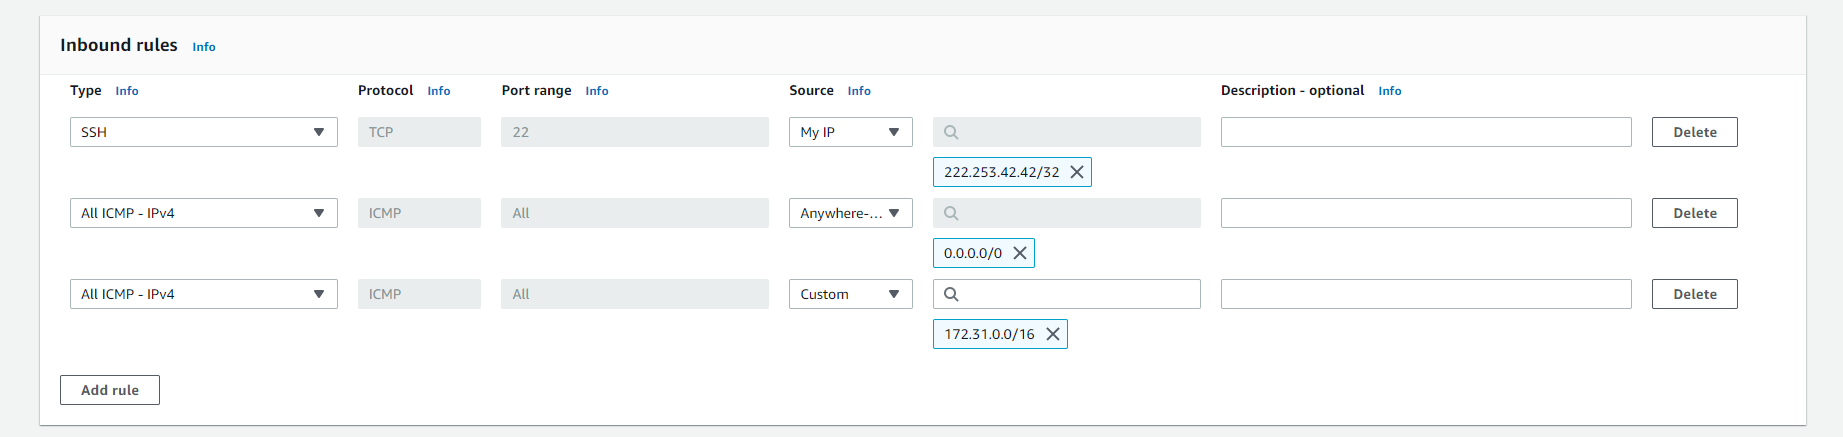 Inbound rules Info
Type Info Protocol Info Port range Info Source Info Description - optional Info
SSH TCP 22 My IP Delete
222.253.42.42/32
All ICMP - IPv4 ICMP All Anywhere-... Delete
0.0.0.0/0
All ICMP - IPv4 ICMP All Custom Delete
172.31.0.0/16
Add rule